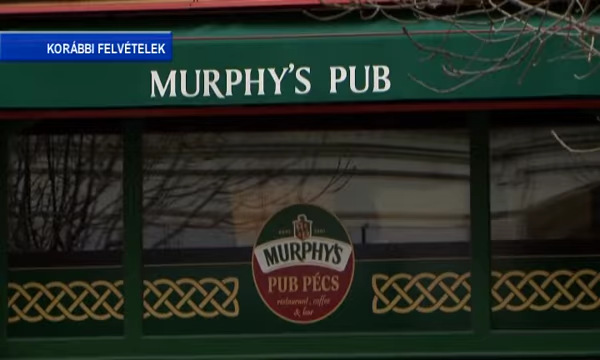 KORÁBBI FELVÉTELEK
MURPHY'S PUB
MURPHY'S
PUB PÉCS
restaurant, coffee
& bar